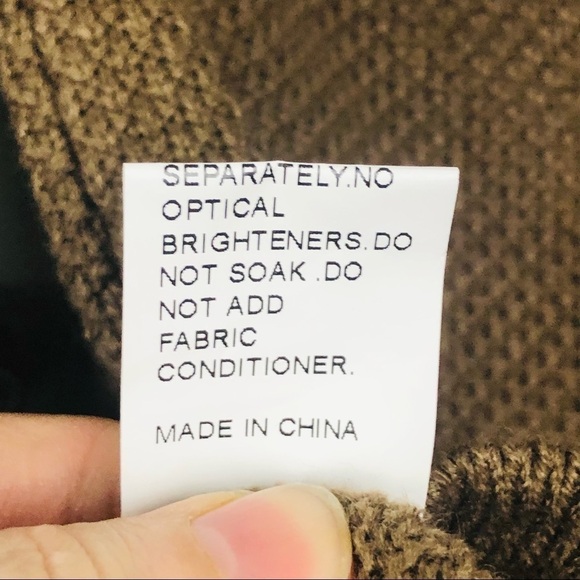 SEPARATELY.NO
OPTICAL
BRIGHTENERS.DO
NOT SOAK .DO
NOT ADD
FABRIC
CONDITIONER.
MADE IN CHINA